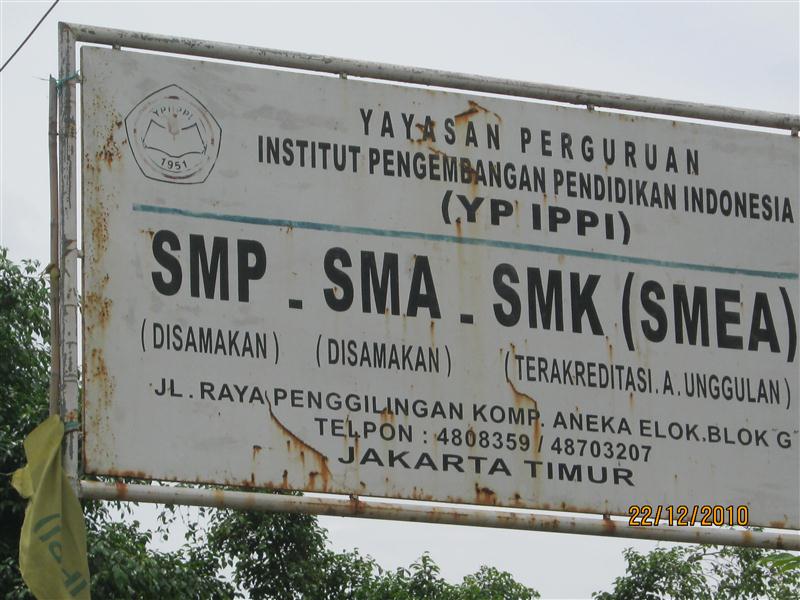 YPIPPI
1951
YAYASAN PERGURUAN
INSTITUT PENGEMBANGAN PENDIDIKAN INDONESIA
(YP IPPI)
SMP - SMA - SMK (SMEA)
(DISAMAKAN) (DISAMAKAN) (TERAKREDITASI.A.UNGGULAN)
JL. RAYA PENGGILINGAN KOMP. ANEKA ELOK.BLOK G
TELPON : 4808359 / 48703207
JAKARTA TIMUR
22/12/2010